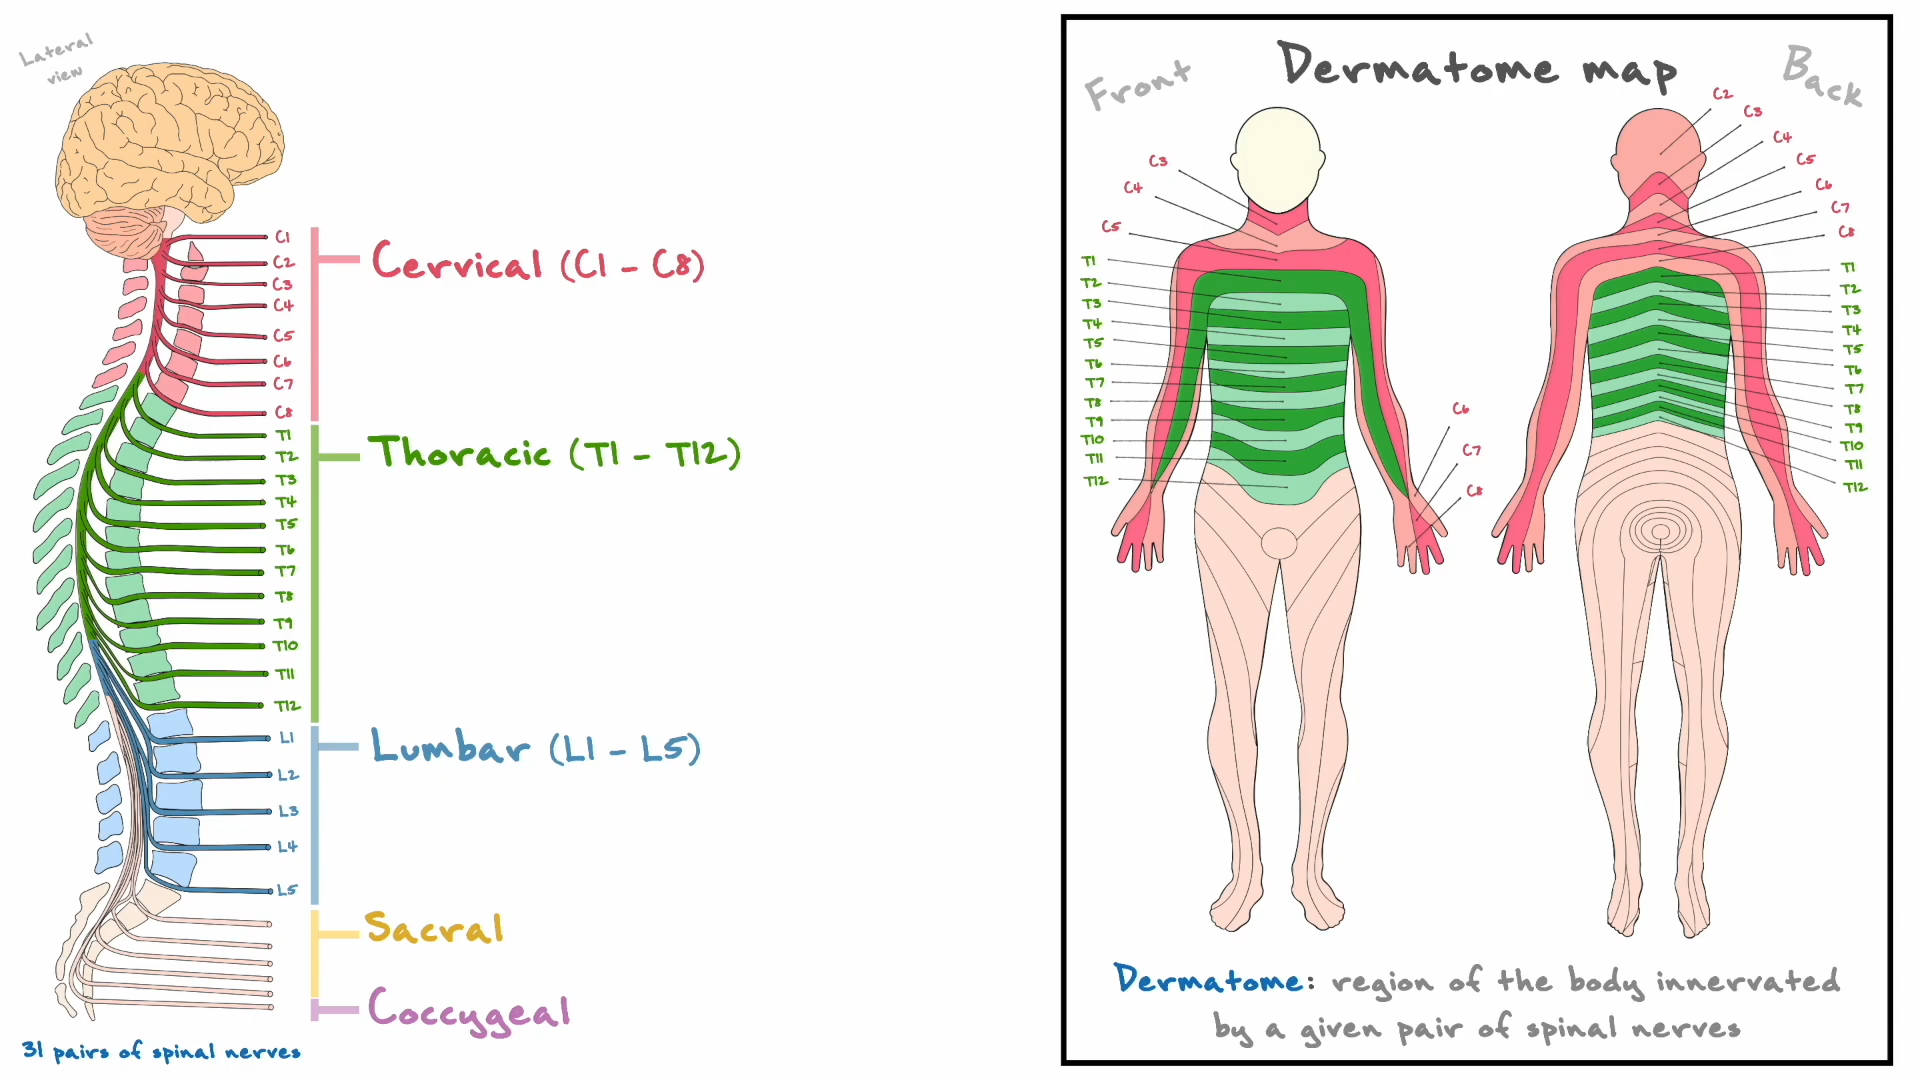 Lateral
view
C1
C2
C3
C4
C5
C6
C7
C8
T1
T2
T3
T4
T5
T6
T7
T8
T9
T10
T11
T12
L1
L2
L3
L4
L5
Cervical (C1 - C8)
Thoracic (T1 - T12)
Lumbar (L1 - L5)
Sacral
Coccygeal
31 pairs of spinal nerves
Dermatome map
Front
C3
C4
C5
T1
T2
T3
T4
T5
T6
T7
T8
T9
T10
T11
T12
C6
C7
C8
Back
C2
C3
C4
C5
C6
C7
C8
T1
T2
T3
T4
T5
T6
T7
T8
T9
T10
T11
T12
Dermatome: region of the body innervated
by a given pair of spinal nerves